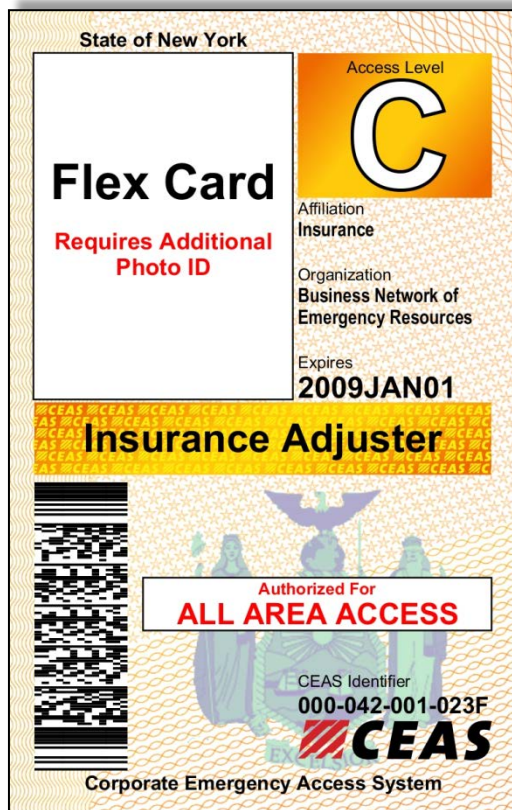 State of New York
Flex Card
Requires Additional
Photo ID
Access Level
C
Affiliation
Insurance
Organization
Business Network of
Emergency Resources
Expires
2009JAN01
Insurance Adjuster
Authorized For
ALL AREA ACCESS
CEAS Identifier
000-042-001-023F
CEAS
EXCELSIOR
Corporate Emergency Access System